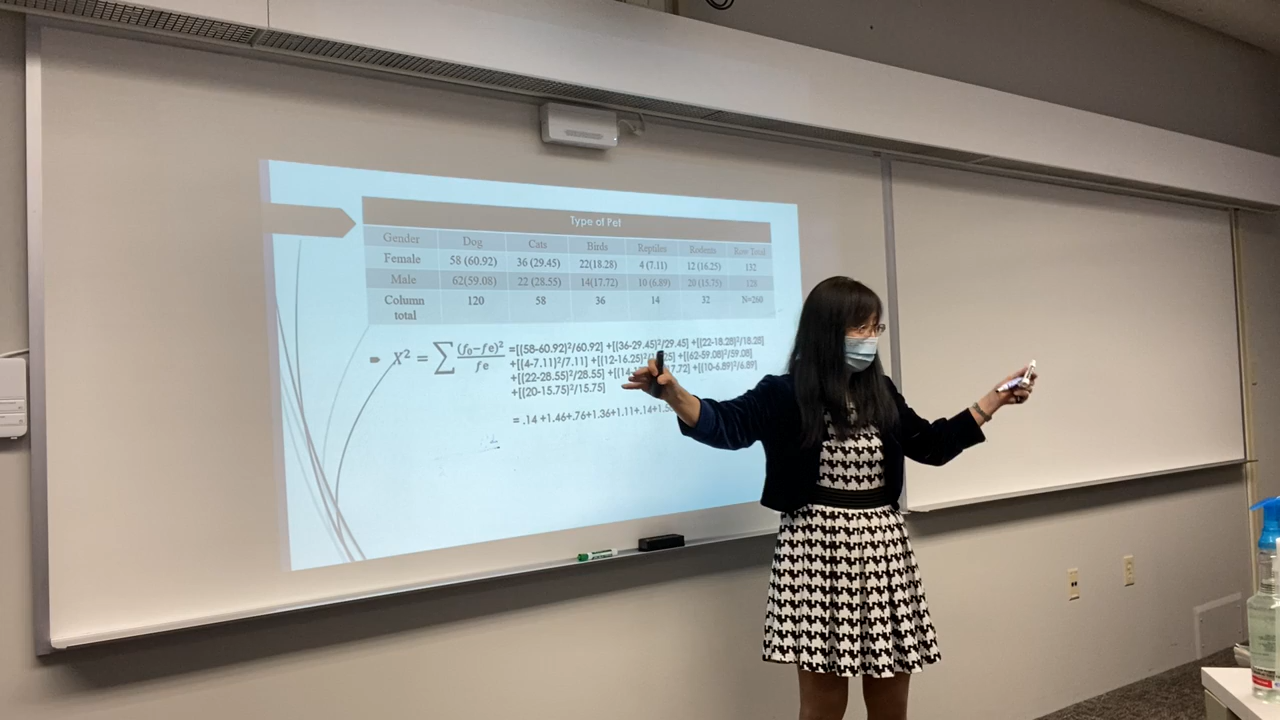 Type of Pet
Gender Dog Cats Birds Reptiles Rodents Row Total
Female 58 (60.92) 36 (29.45) 22(18.28) 4 (7.11) 12 (16.25) 132
Male 62(59.08) 22 (28.55) 14(17.72) 10 (6.89) 20 (15.75) 128
Column total 120 58 36 14 32 N=260
X² = ∑ (f₀−fe)²/fe =[(58-60.92)²/60.92] +[(36-29.45)²/29.45] +[(22-18.28)²/18.28]
+[(4-7.11)²/7.11] +[(12-16.25)²/ 25] +[(62-59.08)²/59.08]
+[(22-28.55)²/28.55] +[(14 7.72] +[(10-6.89)²/6.89]
+[(20-15.75)²/15.75]
= .14 +1.46+.76+1.36+1.11+.14+1.5